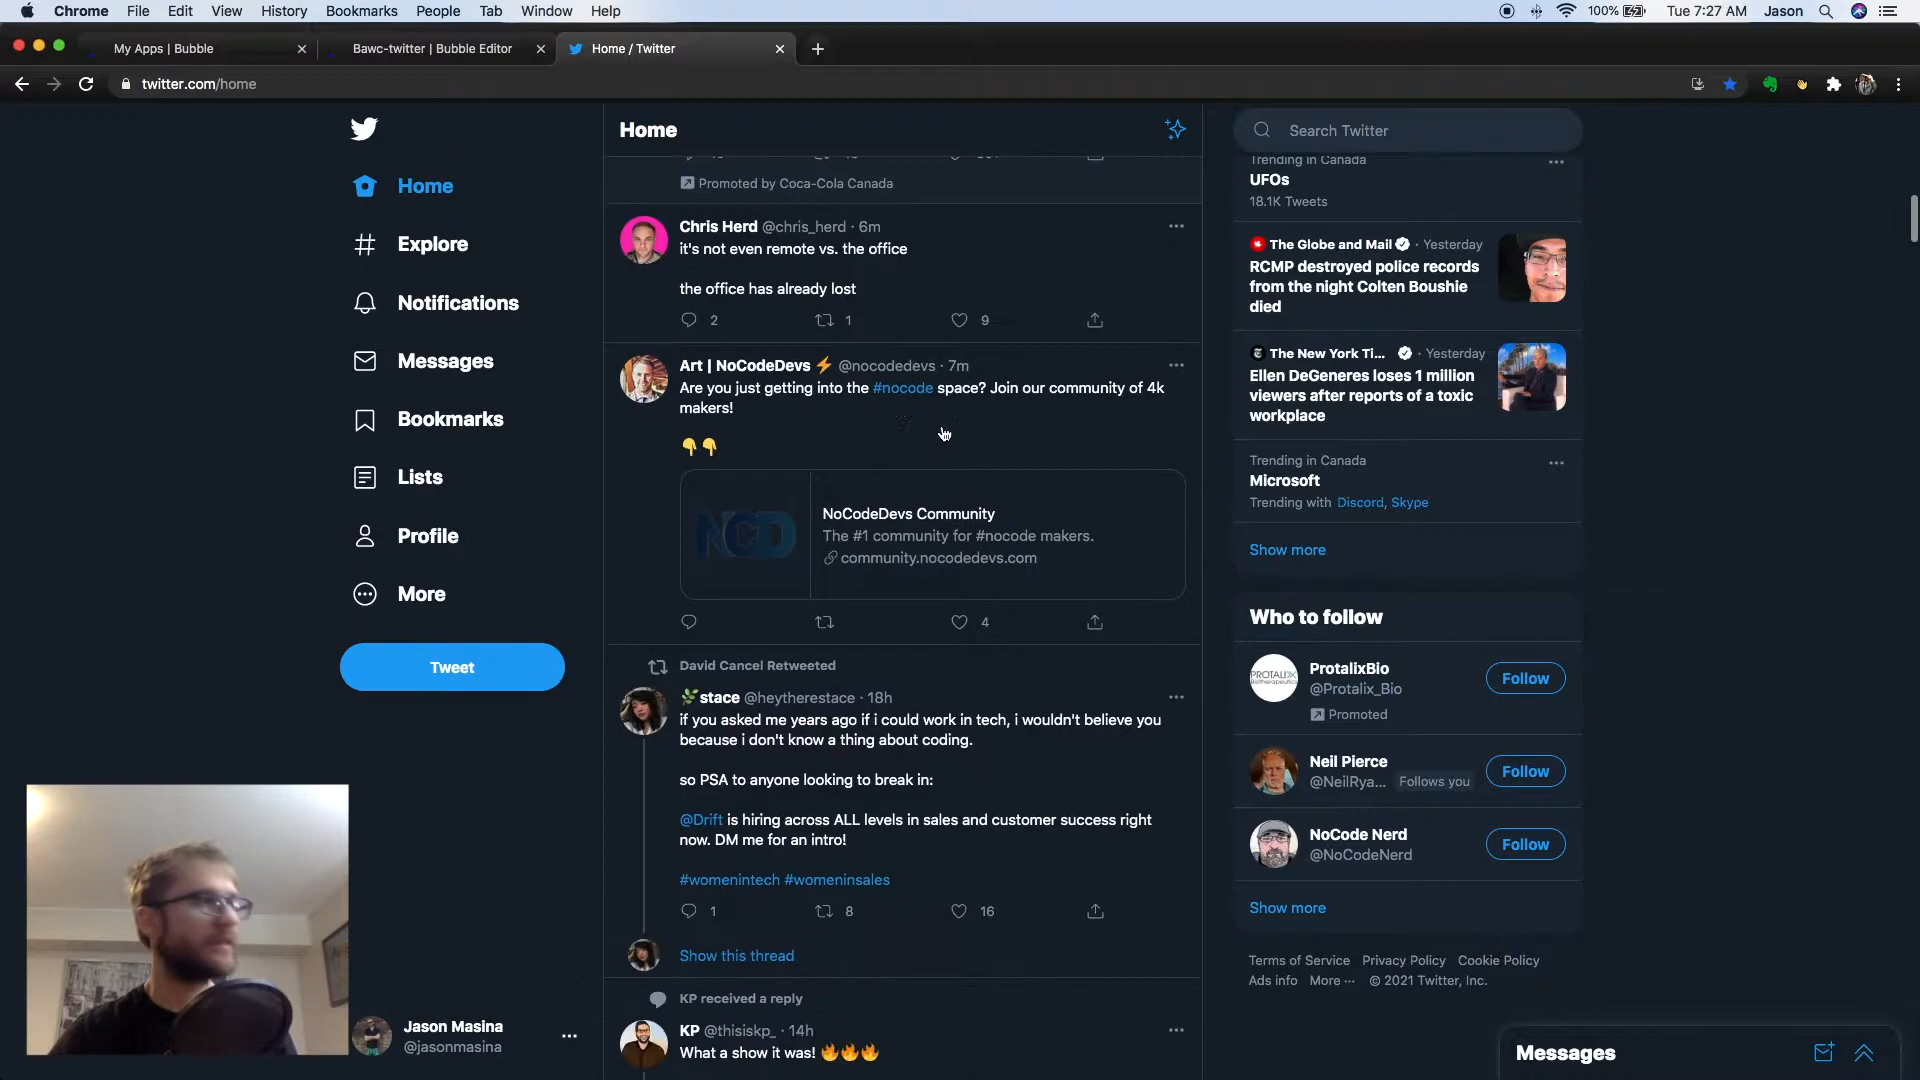 Chrome File Edit View History Bookmarks People Tab Window Help
100% Tue 7:27 AM Jason
My Apps | Bubble
Bawc-twitter | Bubble Editor
Home / Twitter
twitter.com/home
Home
Explore
Notifications
Messages
Bookmarks
Lists
Profile
More
Tweet
Jason Masina
@jasonmasina
Home
Promoted by Coca-Cola Canada
Chris Herd @chris_herd · 6m
it's not even remote vs. the office
the office has already lost
2 1 9
Art | NoCodeDevs ⚡ @nocodedevs · 7m
Are you just getting into the #nocode space? Join our community of 4k
makers!
👇👇
NCD
NoCodeDevs Community
The #1 community for #nocode makers.
community.nocodedevs.com
4
David Cancel Retweeted
🌿stace @heytherestace · 18h
if you asked me years ago if i could work in tech, i wouldn't believe you
because i don't know a thing about coding.
so PSA to anyone looking to break in:
@Drift is hiring across ALL levels in sales and customer success right
now. DM me for an intro!
#womenintech #womeninsales
1 8 16
Show this thread
KP received a reply
KP @thisiskp_ · 14h
What a show it was! 🔥🔥🔥
Search Twitter
Trending in Canada
UFOs
18.1K Tweets
The Globe and Mail · Yesterday
RCMP destroyed police records
from the night Colten Boushie
died
The New York Ti... · Yesterday
Ellen DeGeneres loses 1 million
viewers after reports of a toxic
workplace
Trending in Canada
Microsoft
Trending with Discord, Skype
Show more
Who to follow
PROTALIX
ProtalixBio
@Protalix_Bio
Promoted
Follow
Neil Pierce
@NeilRya... Follows you
Follow
NoCode Nerd
@NoCodeNerd
Follow
Show more
Terms of Service Privacy Policy Cookie Policy
Ads info More ··· © 2021 Twitter, Inc.
Messages